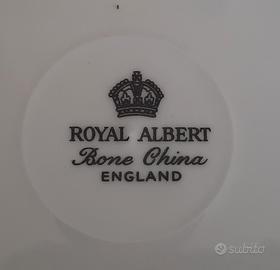 ROYAL ALBERT
Bone China
ENGLAND
subito